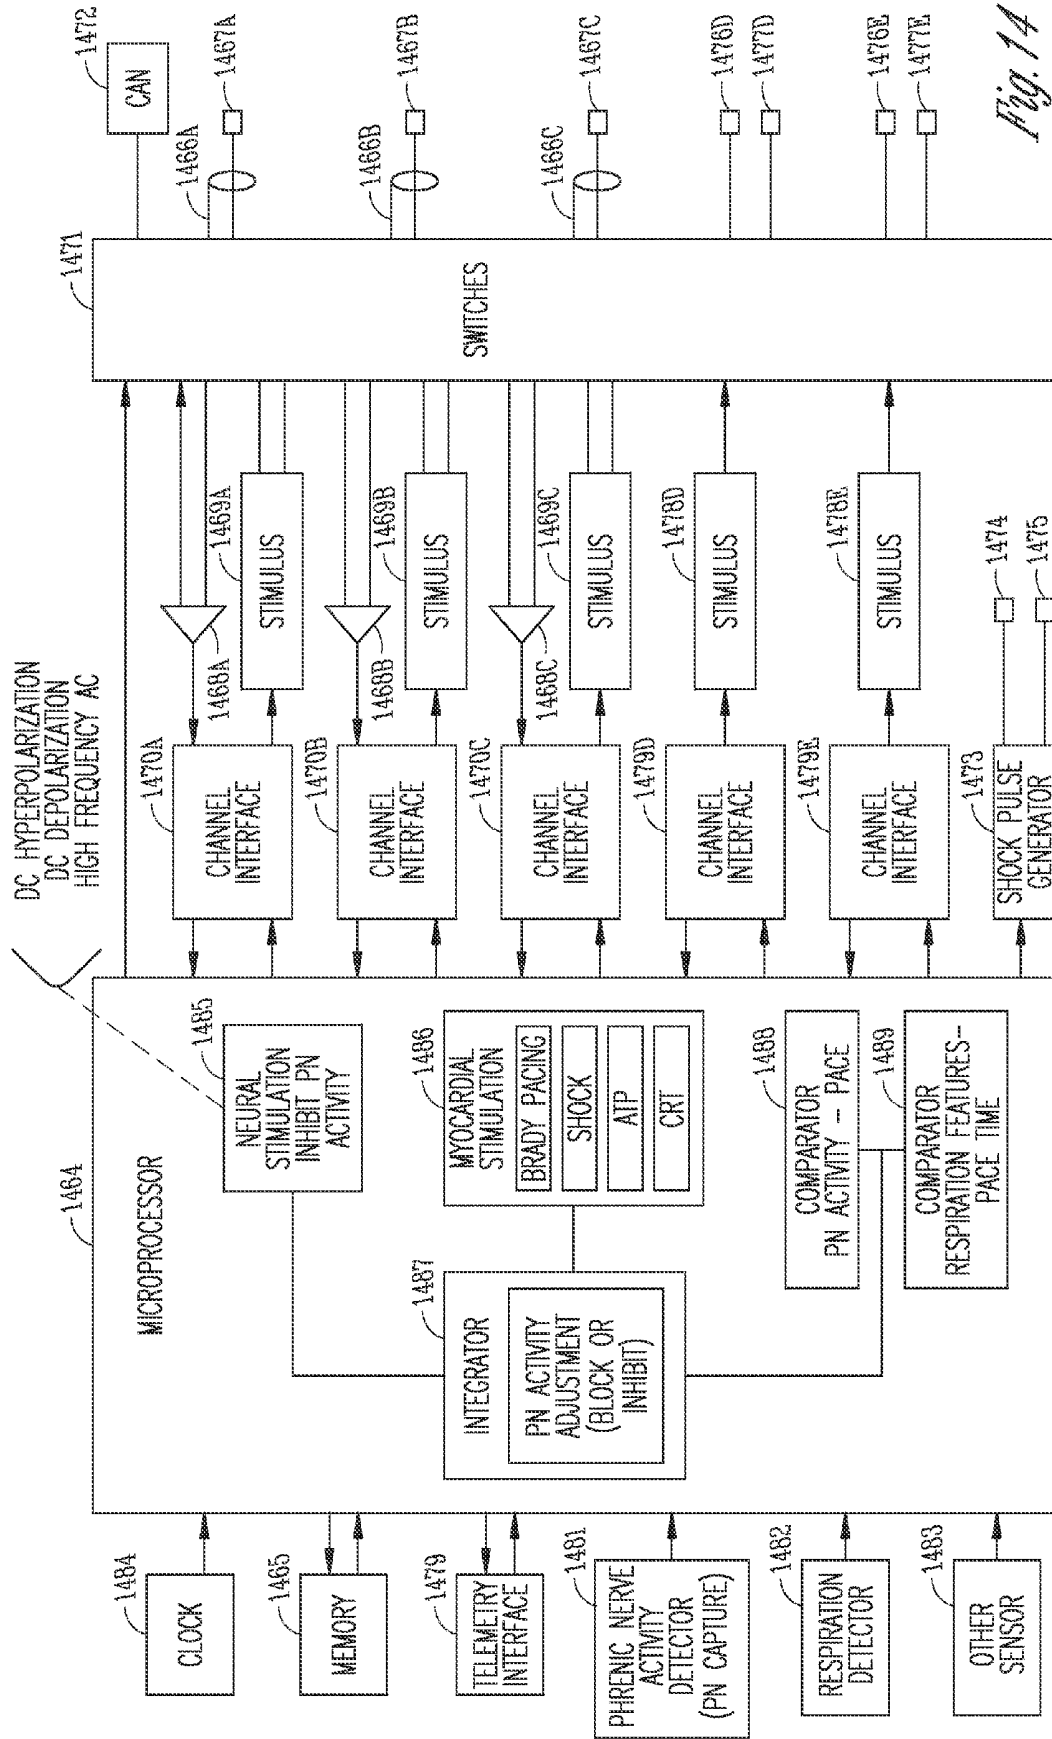 DC HYPERPOLARIZATION
DC DEPOLARIZATION
HIGH FREQUENCY AC
1464
MICROPROCESSOR
1484
CLOCK
1465
MEMORY
1479
TELEMETRY
INTERFACE
1481
PHRENIC NERVE
ACTIVITY
DETECTOR
(PN CAPTURE)
1482
RESPIRATION
DETECTOR
1483
OTHER
SENSOR
1485
NEURAL
STIMULATION
INHIBIT PN
ACTIVITY
1486
MYOCARDIAL
STIMULATION
BRADY PACING
SHOCK
ATP
CRT
1487
INTEGRATOR
PN ACTIVITY
ADJUSTMENT
(BLOCK OR
INHIBIT)
1488
COMPARATOR
PN ACTIVITY - PACE
1489
COMPARATOR
RESPIRATION FEATURES-
PACE TIME
1470A
CHANNEL
INTERFACE
1468A
1469A
STIMULUS
1470B
CHANNEL
INTERFACE
1468B
1469B
STIMULUS
1470C
CHANNEL
INTERFACE
1468C
1469C
STIMULUS
1479D
CHANNEL
INTERFACE
1478D
STIMULUS
1479E
CHANNEL
INTERFACE
1478E
STIMULUS
1473
SHOCK PULSE
GENERATOR
1474
1475
1471
SWITCHES
1472
CAN
1466A
1467A
1466B
1467B
1466C
1467C
1476D
1477D
1476E
1477E
Fig. 14